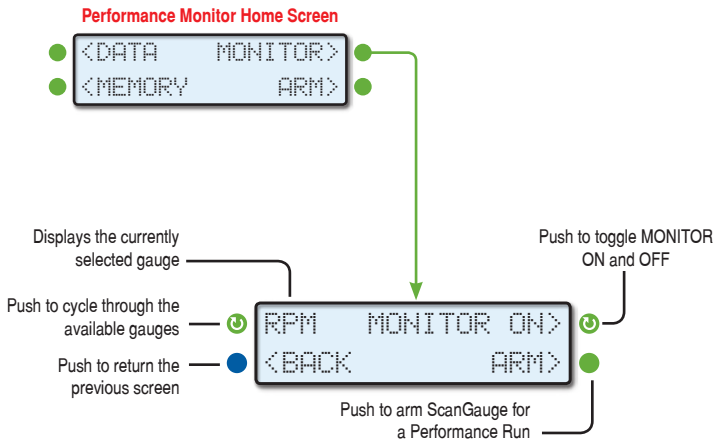 Performance Monitor Home Screen
<DATA MONITOR>
<MEMORY ARM>
Displays the currently
selected gauge
Push to toggle MONITOR
ON and OFF
Push to cycle through the
available gauges
RPM MONITOR ON>
Push to return the
previous screen
<BACK ARM>
Push to arm ScanGauge for
a Performance Run